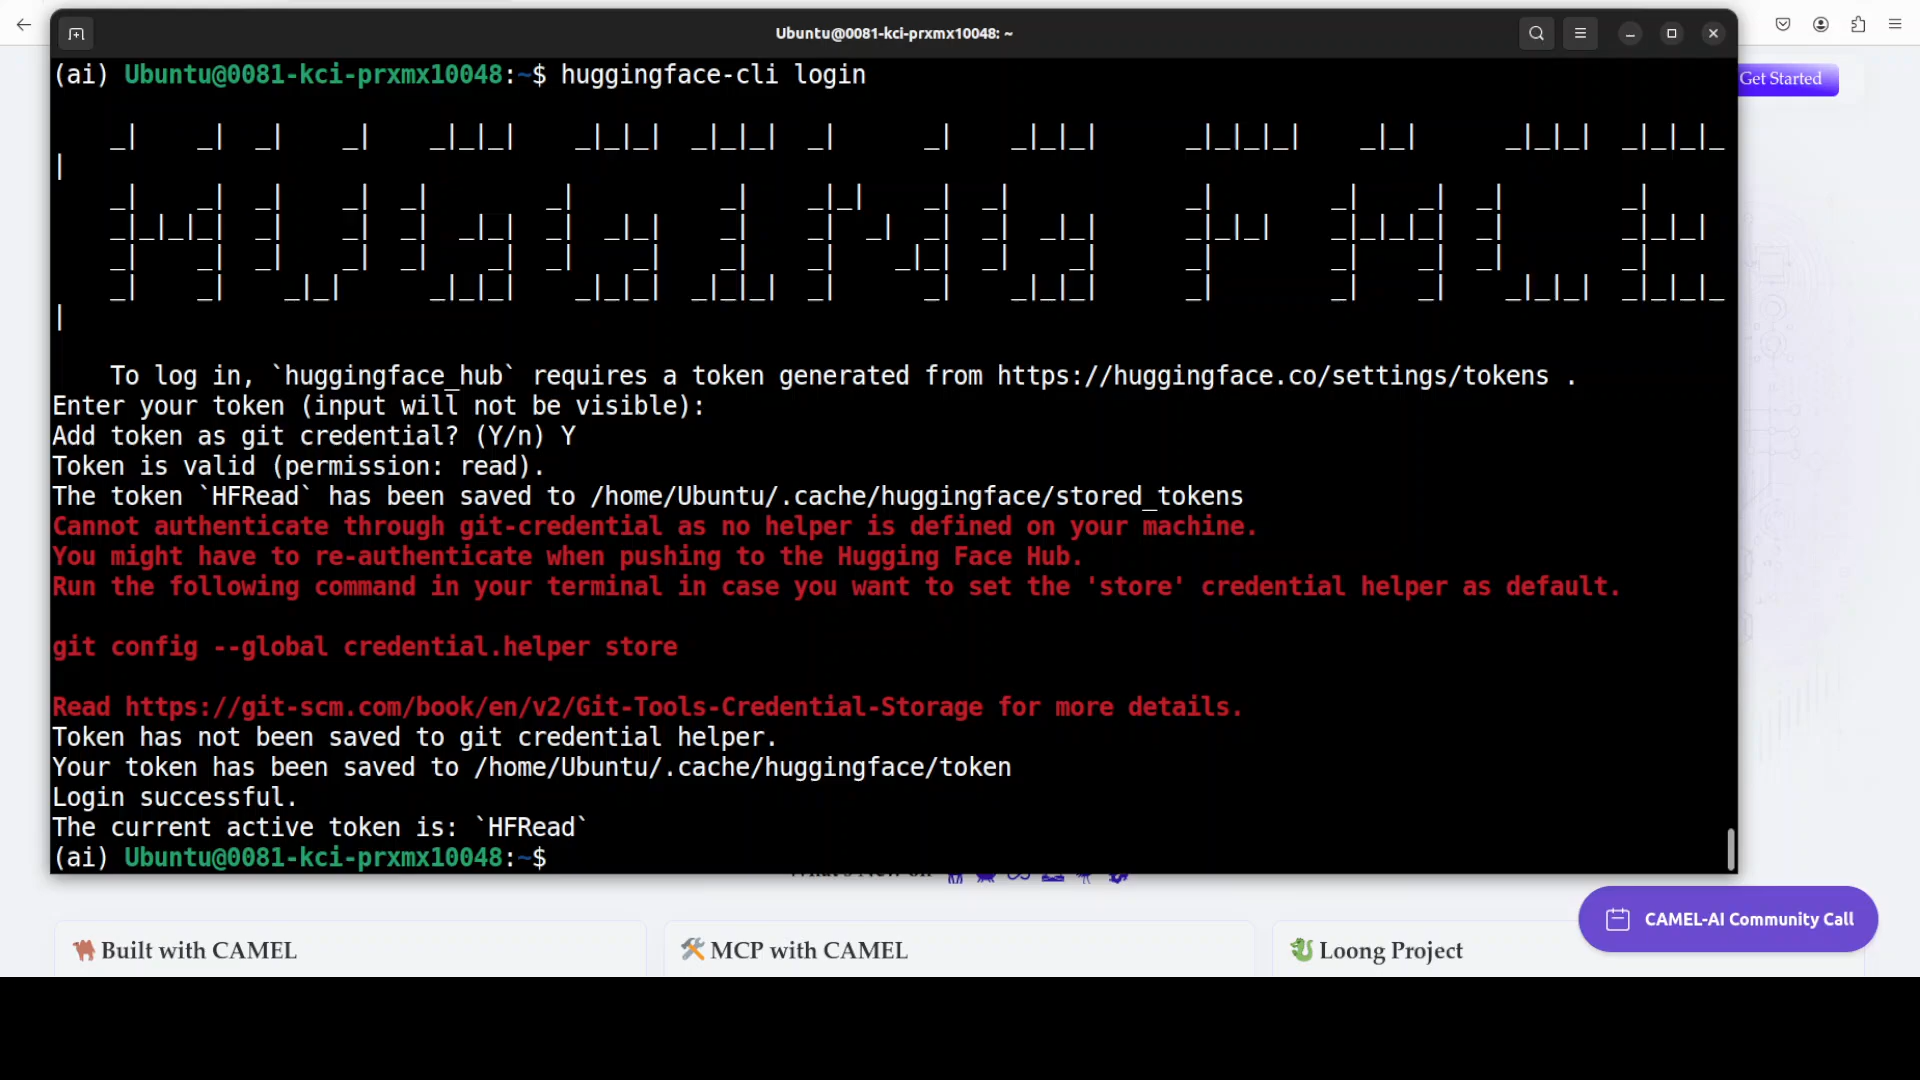 Ubuntu@0081-kci-prxmx10048: ~
Get Started
(ai) Ubuntu@0081-kci-prxmx10048:~$ huggingface-cli login
    _|    _|  _|    _|    _|_|_|    _|_|_|  _|_|_|  _|      _|    _|_|_|      _|_|_|_|    _|_|      _|_|_|  _|_|_|_
|
    _|    _|  _|    _|  _|        _|          _|    _|_|    _|  _|            _|        _|    _|  _|        _|
    _|_|_|_|  _|    _|  _|  _|_|  _|  _|_|    _|    _|  _|  _|  _|  _|_|      _|_|_|    _|_|_|_|  _|        _|_|_|
    _|    _|  _|    _|  _|    _|  _|    _|    _|    _|    _|_|  _|    _|      _|        _|    _|  _|        _|
    _|    _|    _|_|      _|_|_|    _|_|_|  _|_|_|  _|      _|    _|_|_|      _|        _|    _|    _|_|_|  _|_|_|_
|
    To log in, `huggingface_hub` requires a token generated from https://huggingface.co/settings/tokens .
Enter your token (input will not be visible):
Add token as git credential? (Y/n) Y
Token is valid (permission: read).
The token `HFRead` has been saved to /home/Ubuntu/.cache/huggingface/stored_tokens
Cannot authenticate through git-credential as no helper is defined on your machine.
You might have to re-authenticate when pushing to the Hugging Face Hub.
Run the following command in your terminal in case you want to set the 'store' credential helper as default.
git config --global credential.helper store
Read https://git-scm.com/book/en/v2/Git-Tools-Credential-Storage for more details.
Token has not been saved to git credential helper.
Your token has been saved to /home/Ubuntu/.cache/huggingface/token
Login successful.
The current active token is: `HFRead`
(ai) Ubuntu@0081-kci-prxmx10048:~$
CAMEL-AI Community Call
Built with CAMEL
MCP with CAMEL
Loong Project